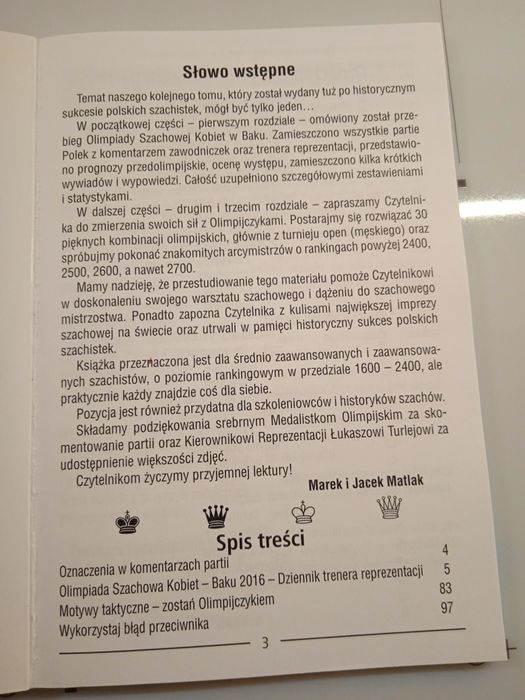 Słowo wstępne
Temat naszego kolejnego tomu, który został wydany tuż po historycznym
sukcesie polskich szachistek, mógł być tylko jeden…
W początkowej części – pierwszym rozdziale – omówiony został prze-
bieg Olimpiady Szachowej Kobiet w Baku. Zamieszczono wszystkie partie
Polek z komentarzem zawodniczek oraz trenera reprezentacji, przedstawio-
no prognozy przedolimpijskie, ocenę występu, zamieszczono kilka krótkich
wywiadów i wypowiedzi. Całość uzupełniono szczegółowymi zestawieniami
i statystykami.
W dalszej części – drugim i trzecim rozdziale – zapraszamy Czytelni-
ka do zmierzenia swoich sił z Olimpijczykami. Postarajmy się rozwiązać 30
pięknych kombinacji olimpijskich, głównie z turnieju open (męskiego) oraz
spróbujmy pokonać znakomitych arcymistrzów o rankingach powyżej 2400,
2500, 2600, a nawet 2700.
Mamy nadzieję, że przestudiowanie tego materiału pomoże Czytelnikowi
w doskonaleniu swojego warsztatu szachowego i dążeniu do szachowego
mistrzostwa. Ponadto zapozna Czytelnika z kulisami największej imprezy
szachowej na świecie oraz utrwali w pamięci historyczny sukces polskich
szachistek.
Książka przeznaczona jest dla średnio zaawansowanych i zaawansowa-
nych szachistów, o poziomie rankingowym w przedziale 1600 – 2400, ale
praktycznie każdy znajdzie coś dla siebie.
Pozycja jest również przydatna dla szkoleniowców i historyków szachów.
Składamy podziękowania srebrnym Medalistkom Olimpijskim za sko-
mentowanie partii oraz Kierownikowi Reprezentacji Łukaszowi Turlejowi za
udostępnienie większości zdjęć.
Czytelnikom życzymy przyjemnej lektury!
Marek i Jacek Matlak
Spis treści
Oznaczenia w komentarzach partii 4
Olimpiada Szachowa Kobiet – Baku 2016 – Dziennik trenera reprezentacji 5
Motywy taktyczne – zostań Olimpijczykiem 83
Wykorzystaj błąd przeciwnika 97
3